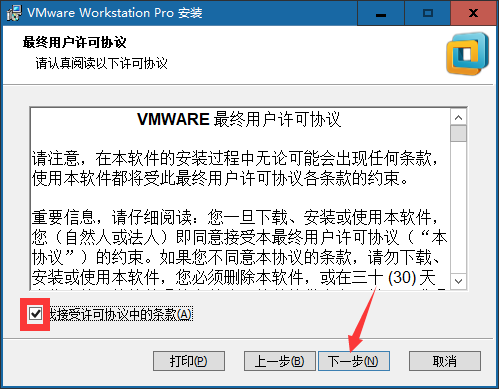 VMware Workstation Pro 安装
最终用户许可协议
请认真阅读以下许可协议
VMWARE 最终用户许可协议
请注意，在本软件的安装过程中无论可能会出现任何条款，
使用本软件都将受此最终用户许可协议各条款的约束。
重要信息，请仔细阅读：您一旦下载、安装或使用本软件，
您（自然人或法人）即同意接受本最终用户许可协议（“本
协议”）的约束。如果您不同意本协议的条款，请勿下载、
安装或使用本软件，您必须删除本软件，或在三十 (30) 天
我接受许可协议中的条款(A)
打印(P)
上一步(B)
下一步(N)
取消